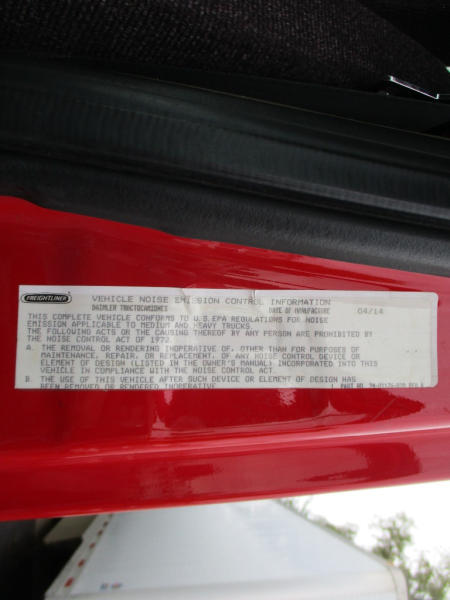 FREIGHTLINER
VEHICLE NOISE EMISSION CONTROL INFORMATION
DAIMLER TRUCKS DATE OF MANUFACTURE 04/14
THIS COMPLETE VEHICLE CONFORMS TO U.S.EPA REGULATIONS FOR NOISE
EMISSION APPLICABLE TO MEDIUM AND HEAVY TRUCKS.
THE FOLLOWING ACTS OR THE CAUSING THEREOF BY ANY PERSON ARE PROHIBITED BY
THE NOISE CONTROL ACT OF 1972.
A. THE REMOVAL OR RENDERING INOPERATIVE OF, OTHER THAN FOR PURPOSES OF
MAINTENANCE, REPAIR, OR REPLACEMENT, OF ANY NOISE CONTROL DEVICE OR
ELEMENT OF DESIGN (LISTED IN THE OWNER'S MANUAL) INCORPORATED INTO THIS
VEHICLE IN COMPLIANCE WITH THE NOISE CONTROL ACT.
B. THE USE OF THIS VEHICLE AFTER SUCH DEVICE OR ELEMENT OF DESIGN HAS
BEEN REMOVED OR RENDERED INOPERATIVE. PART NO.